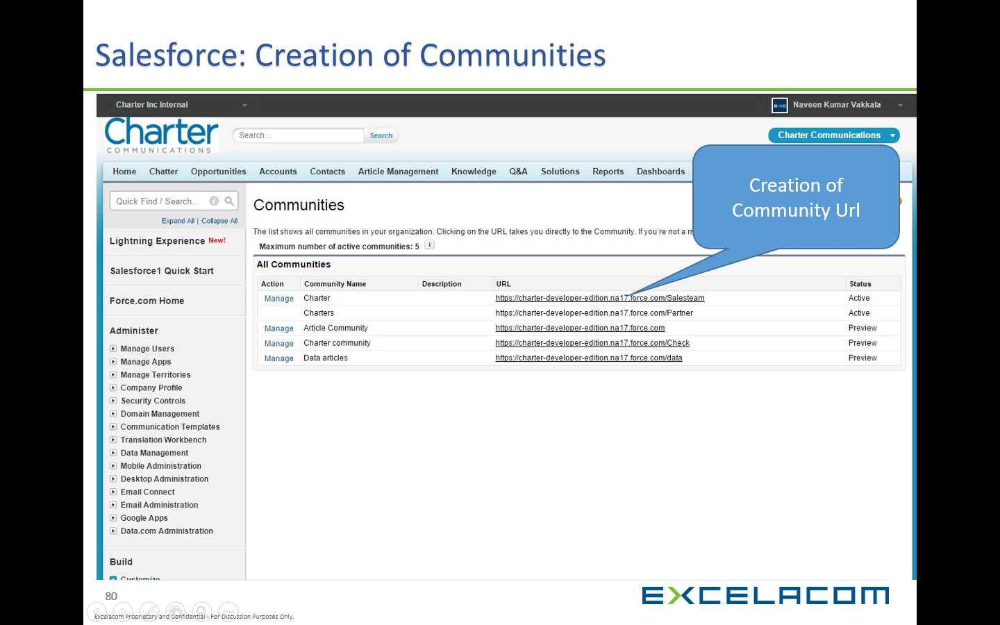 Salesforce: Creation of Communities
Charter Inc Internal
EXC Naveen Kumar Vakkala
Charter
COMMUNICATIONS
Search...
Search
Charter Communications
Home Chatter Opportunities Accounts Contacts Article Management Knowledge Q&A Solutions Reports Dashboards
Creation of
Community Url
Quick Find / Search...
Expand All | Collapse All
Lightning Experience New!
Salesforce1 Quick Start
Force.com Home
Administer
Manage Users
Manage Apps
Manage Territories
Company Profile
Security Controls
Domain Management
Communication Templates
Translation Workbench
Data Management
Mobile Administration
Desktop Administration
Email Connect
Email Administration
Google Apps
Data.com Administration
Build
Customize
Communities
The list shows all communities in your organization. Clicking on the URL takes you directly to the Community. If you're not a m
Maximum number of active communities: 5 i
All Communities
Action Community Name Description URL Status
Manage Charter https://charter-developer-edition.na17.force.com/Salesteam Active
Charters https://charter-developer-edition.na17.force.com/Partner Active
Manage Article Community https://charter-developer-edition.na17.force.com Preview
Manage Charter community https://charter-developer-edition.na17.force.com/Check Preview
Manage Data articles https://charter-developer-edition.na17.force.com/data Preview
80
Excelacom Proprietary and Confidential - For Discussion Purposes Only.
EXCELACOM